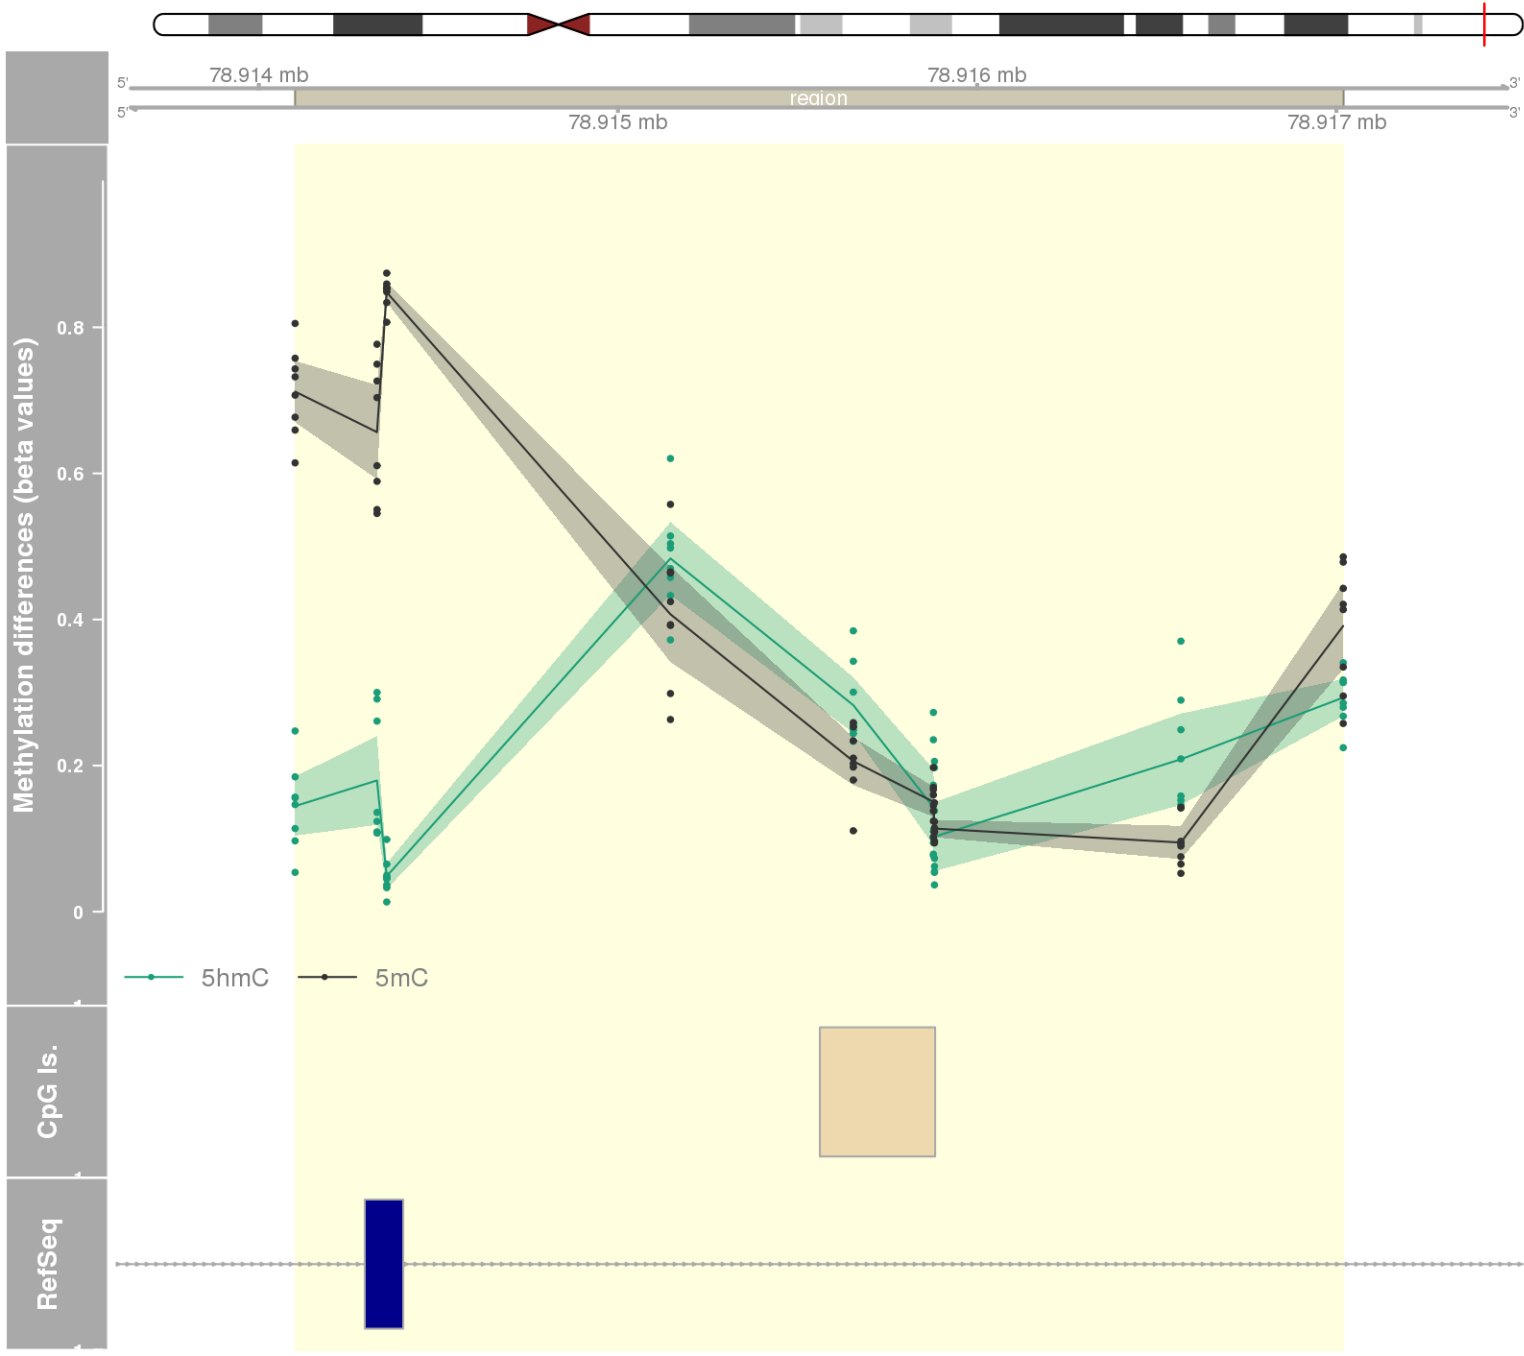 78.914 mb
78.916 mb
5'
3'
region
5'
3'
78.915 mb
78.917 mb
Methylation differences (beta values)
0.8
0.6
0.4
0.2
0
5hmC
5mC
CpG Is.
RefSeq